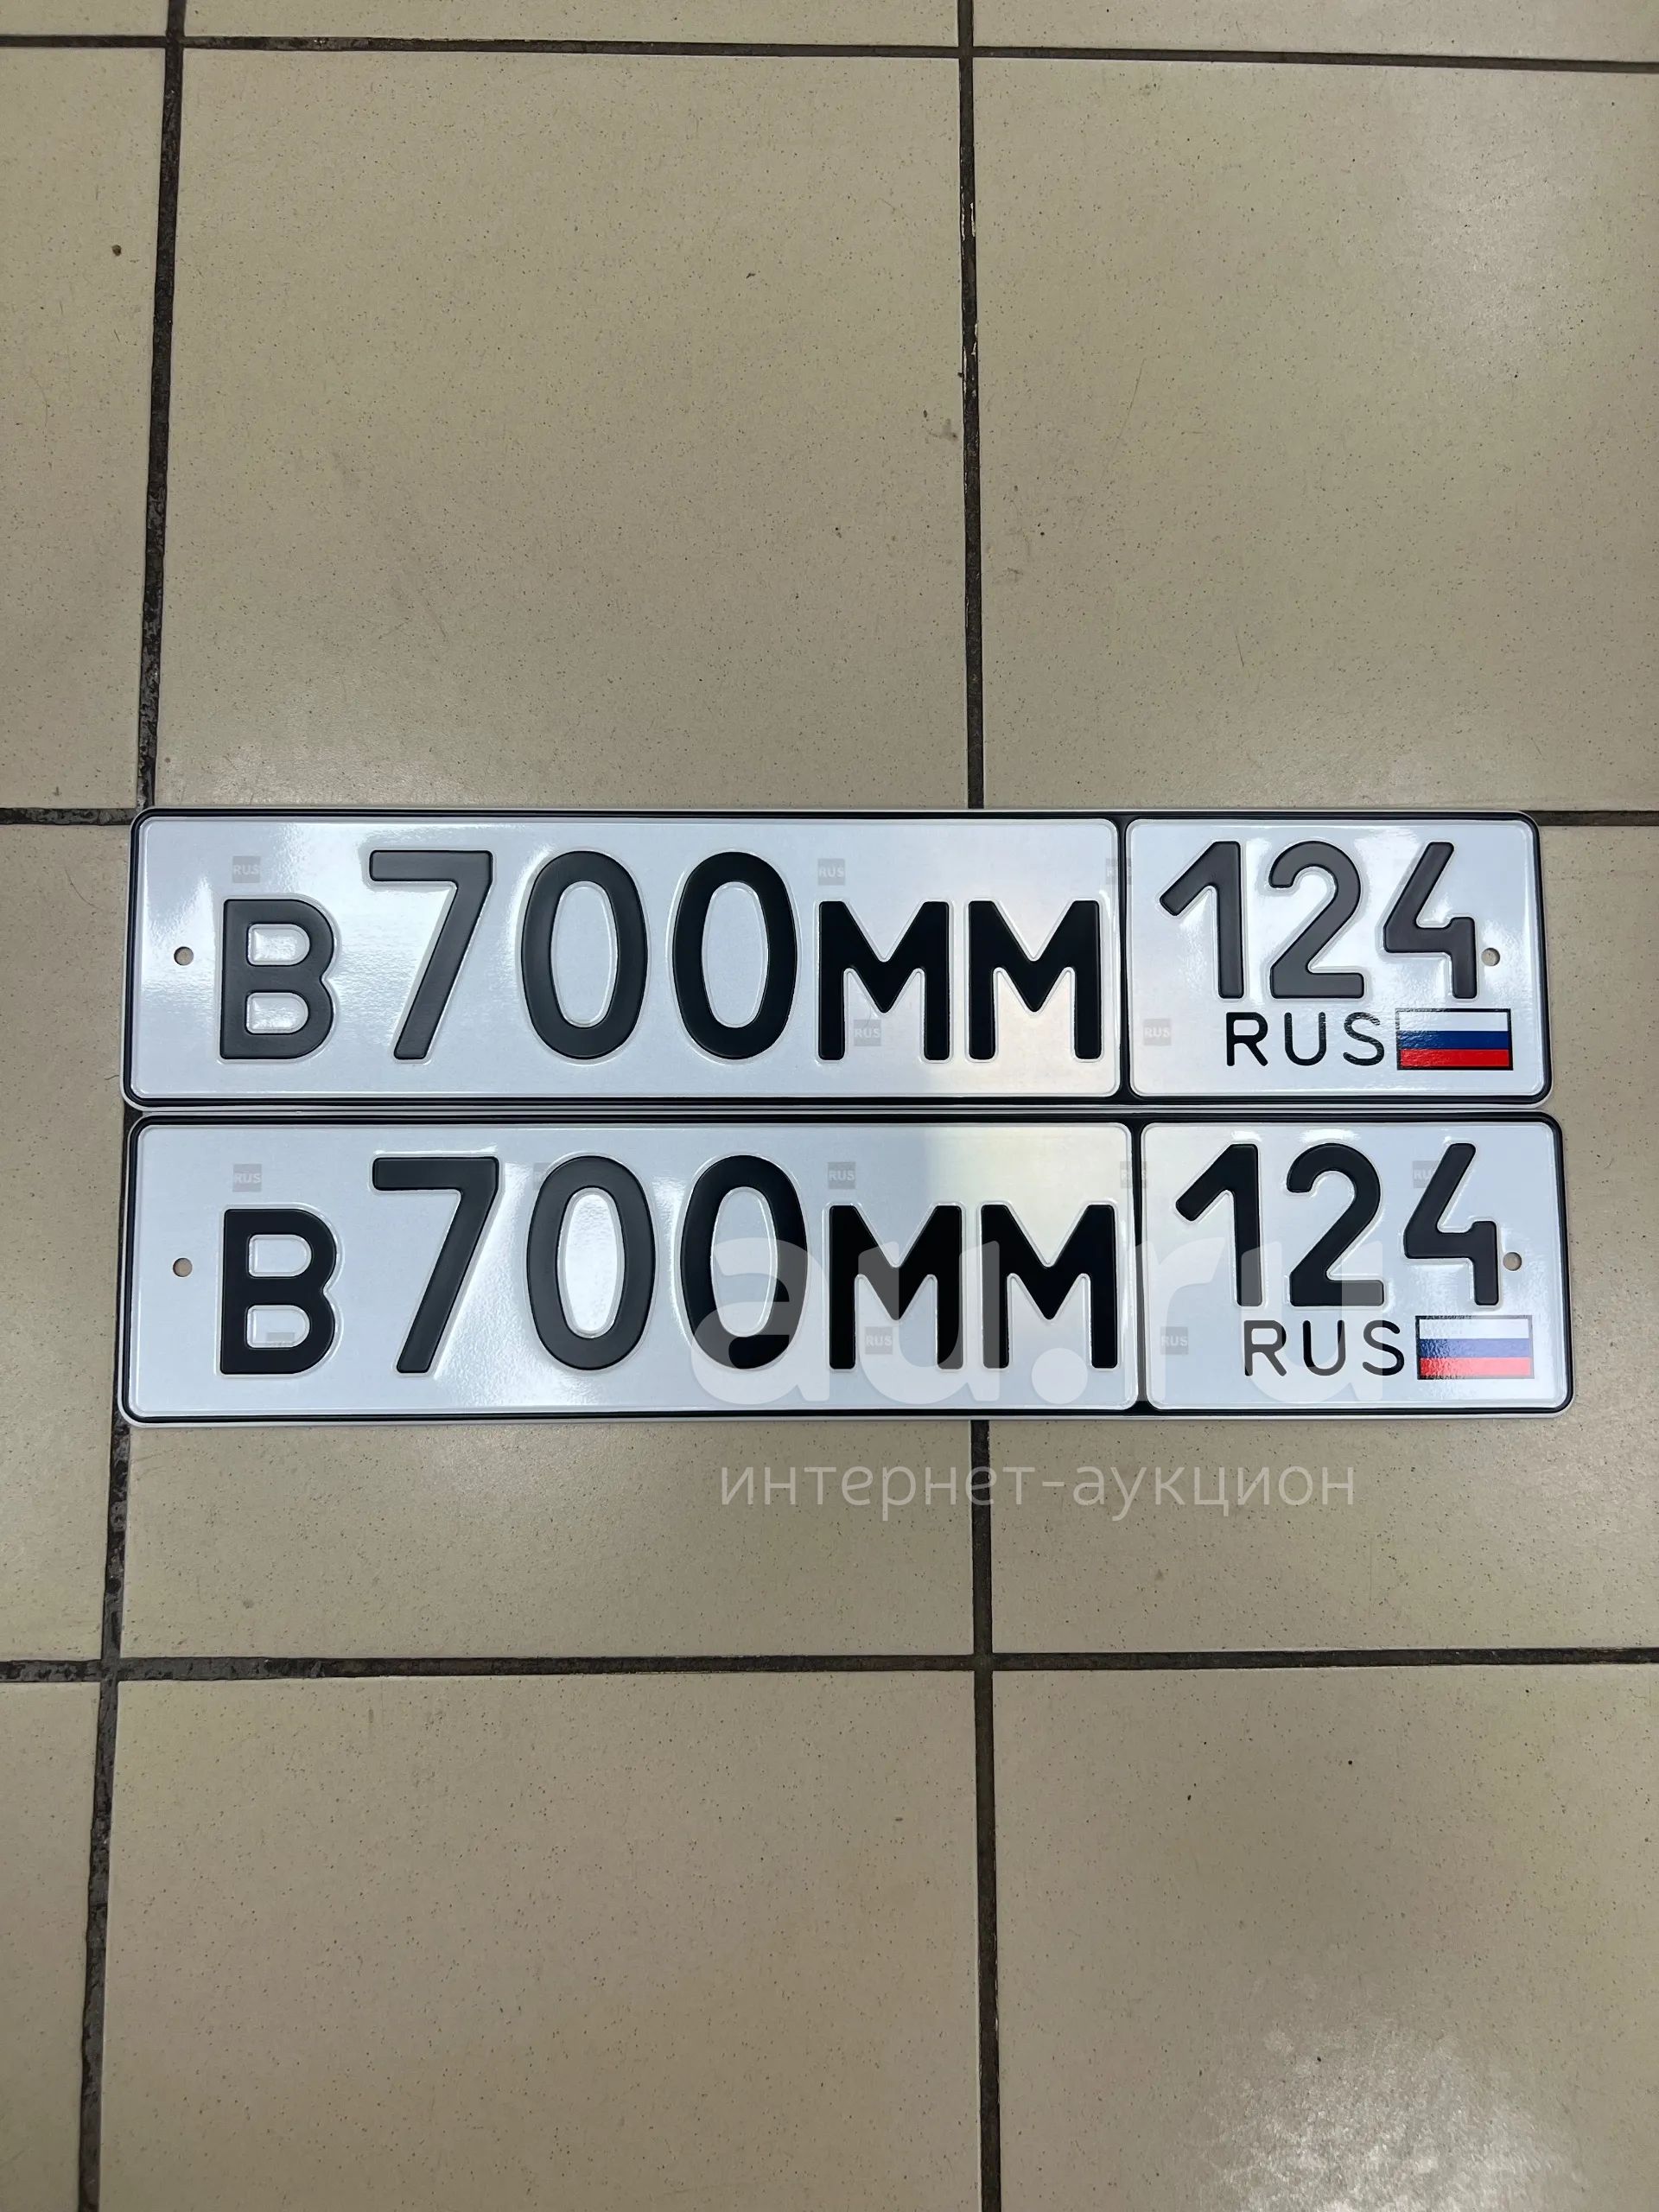 В700ММ 124
RUS
В700ММ 124
RUS
au.ru
интернет-аукцион